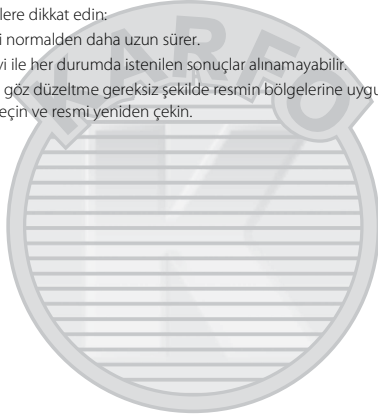 lere dikkat edin:
i normalden daha uzun sürer.
vi ile her durumda istenilen sonuçlar alınamayabilir.
göz düzeltme gereksiz şekilde resmin bölgelerine uygu
eçin ve resmi yeniden çekin.
KARFO
K